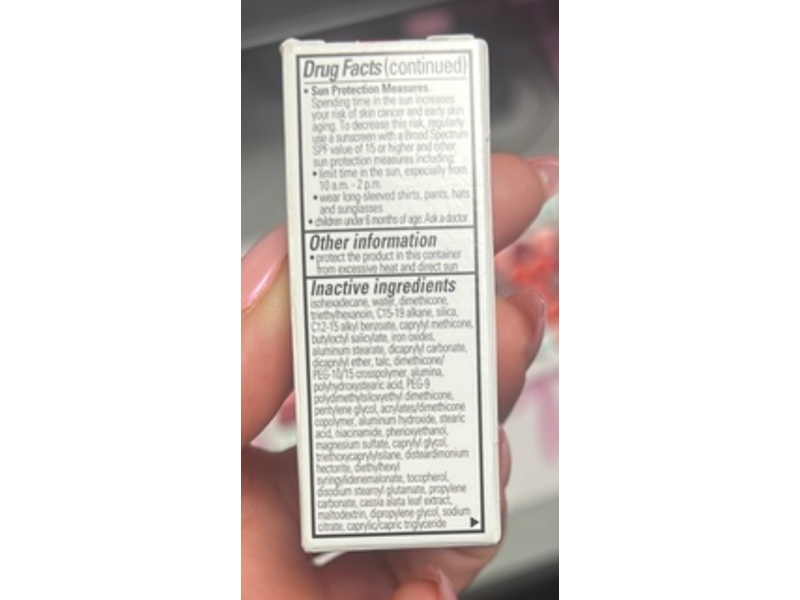 Drug Facts (continued)
• Sun Protection Measures.
Spending time in the sun increases
your risk of skin cancer and early skin
aging. To decrease this risk, regularly
use a sunscreen with a Broad Spectrum
SPF value of 15 or higher and other
sun protection measures including:
• limit time in the sun, especially from
10 a.m. - 2 p.m.
• wear long-sleeved shirts, pants, hats
and sunglasses
• children under 6 months of age: Ask a doctor
Other information
• protect the product in this container
from excessive heat and direct sun
Inactive ingredients
isohexadecane, water, dimethicone,
triethylhexanoin, C15-19 alkane, silica,
C12-15 alkyl benzoate, caprylyl methicone,
butyloctyl salicylate, iron oxides,
aluminum stearate, dicaprylyl carbonate,
dicaprylyl ether, talc, dimethicone/
PEG-10/15 crosspolymer, alumina,
polyhydroxystearic acid, PEG-9
polydimethylsiloxyethyl dimethicone,
pentylene glycol, acrylates/dimethicone
copolymer, aluminum hydroxide, stearic
acid, niacinamide, phenoxyethanol,
magnesium sulfate, caprylyl glycol,
triethoxycaprylylsilane, disteardimonium
hectorite, diethylhexyl
syringylidenemalonate, tocopherol,
disodium stearoyl glutamate, propylene
carbonate, cassia alata leaf extract,
maltodextrin, dipropylene glycol, sodium
citrate, caprylic/capric triglyceride